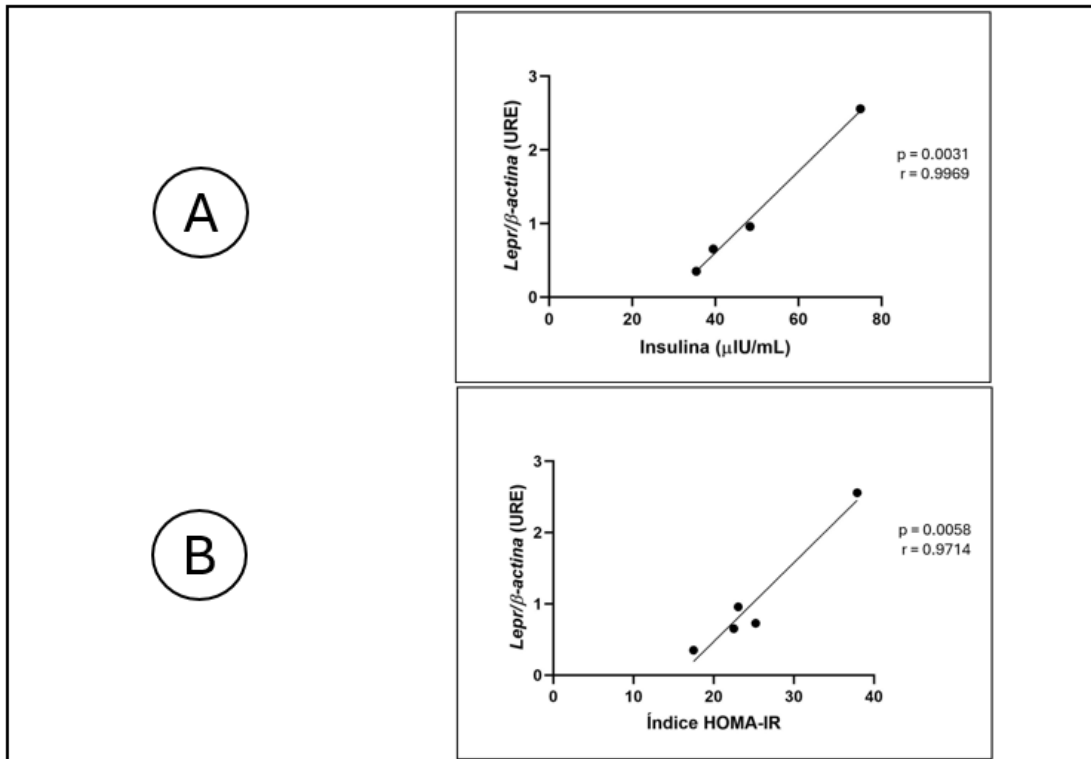 A
3
2
1
0
Lepr/β-actina (URE)
0 20 40 60 80
Insulina (μIU/mL)
p = 0.0031
r = 0.9969
B
3
2
1
0
Lepr/β-actina (URE)
0 10 20 30 40
Índice HOMA-IR
p = 0.0058
r = 0.9714